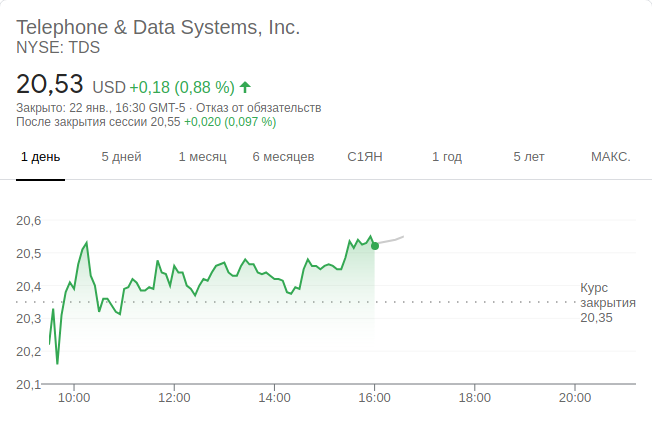 Telephone & Data Systems, Inc.
NYSE: TDS
20,53 USD +0,18 (0,88 %)
Закрыто: 22 янв., 16:30 GMT-5 · Отказ от обязательств
После закрытия сессии 20,55 +0,020 (0,097 %)
1 день 5 дней 1 месяц 6 месяцев С1ЯН 1 год 5 лет МАКС.
20,6
20,5
20,4
Курс
закрытия
20,35
20,3
20,2
20,1
10:00 12:00 14:00 16:00 18:00 20:00